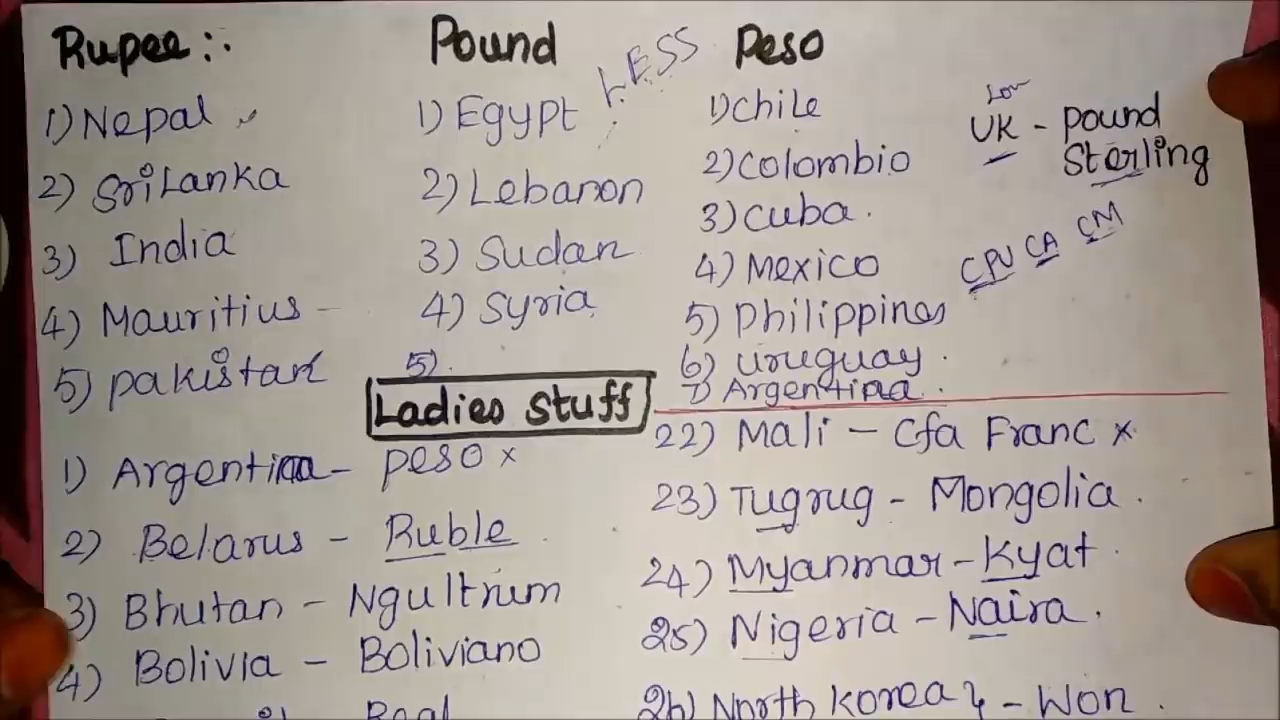 Rupee :-
1) Nepal
2) SriLanka
3) India
4) Mauritius -
5) pakistan
Pound
LESS
1) Egypt
2) Lebanon
3) Sudan
4) Syria
5).
Peso
1) chile
2) Colombio
3) Cuba.
4) Mexico
5) Philippines
6) uruguay.
7) Argentina.
UK - pound
Sterling
CPU CA CM
Ladies Stuff
1) Argentina - peso x
2) Belarus - Ruble
3) Bhutan - Ngultrum
4) Bolivia - Boliviano
Real
22) Mali - Cfa Franc x
23) Tugrug - Mongolia.
24) Myanmar - Kyat.
25) Nigeria - Naira.
26) North korea - Won.